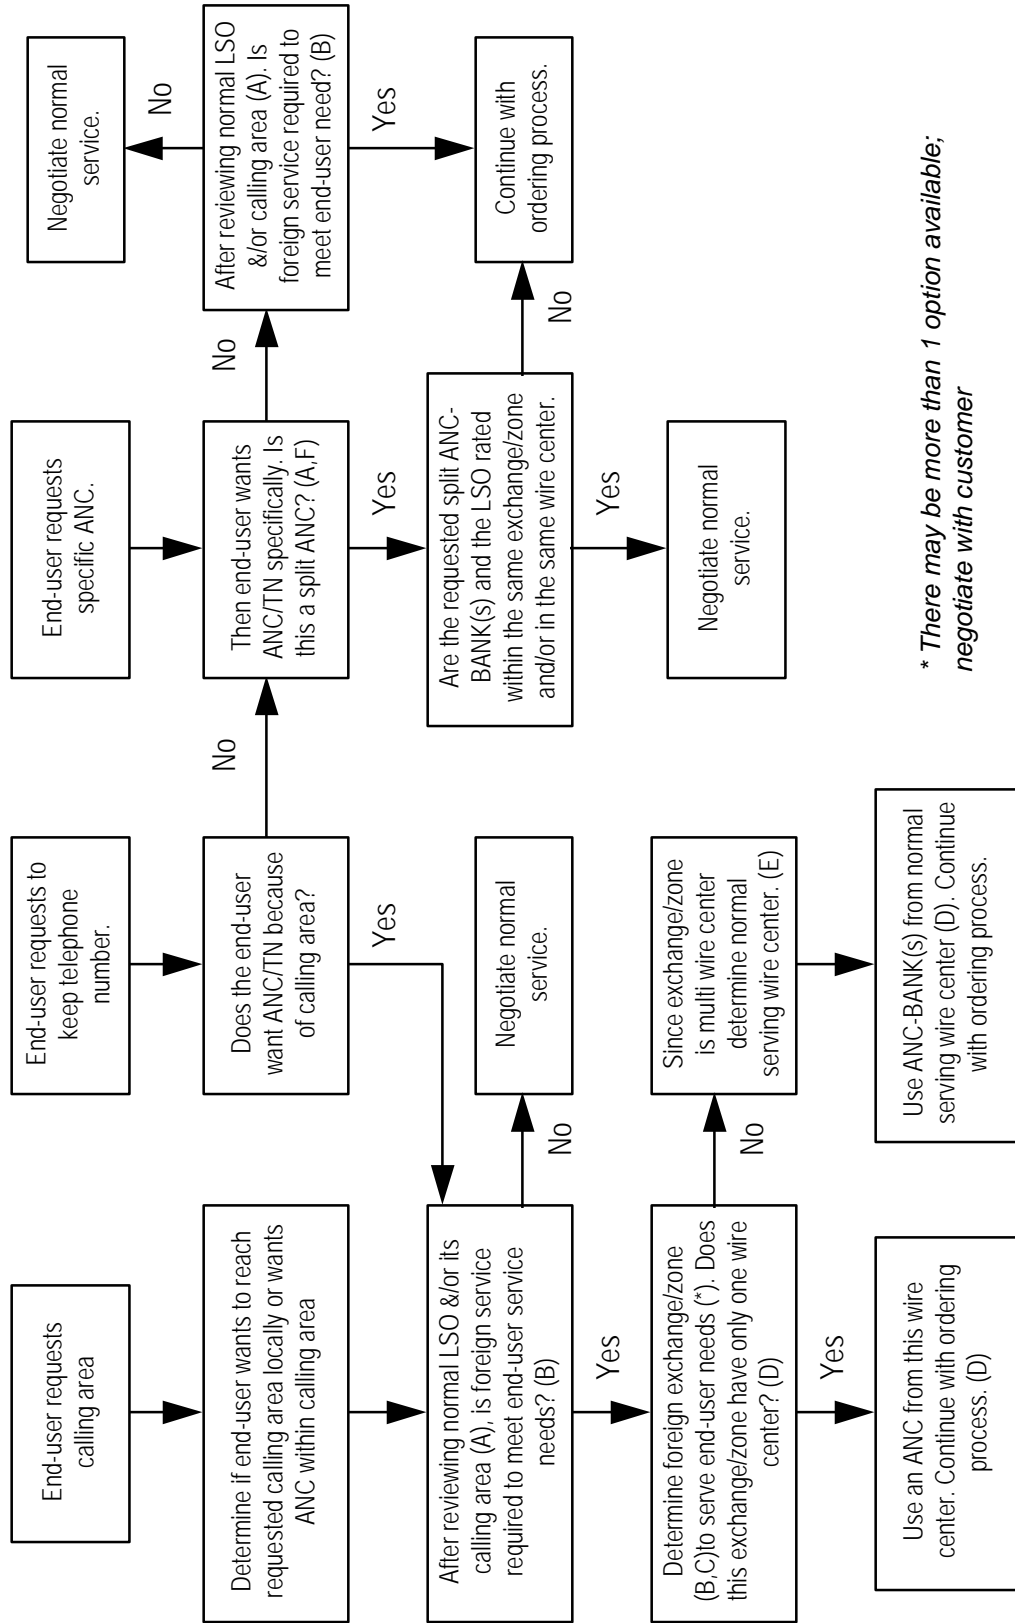 End-user requests
calling area
Determine if end-user wants to reach
requested calling area locally or wants
ANC within calling area
After reviewing normal LSO &/or its
calling area (A), is foreign service
required to meet end-user service
needs? (B)
Yes
No
Determine foreign exchange/zone
(B,C)to serve end-user needs (*). Does
this exchange/zone have only one wire
center? (D)
Yes
No
Use an ANC from this wire
center. Continue with ordering
process. (D)
End-user requests to
keep telephone
number.
Does the end-user
want ANC/TN because
of calling area?
Yes
No
Negotiate normal
service.
Since exchange/zone
is multi wire center
determine normal
serving wire center. (E)
Use ANC-BANK(s) from normal
serving wire center (D). Continue
with ordering process.
End-user requests
specific ANC.
Then end-user wants
ANC/TN specifically. Is
this a split ANC? (A,F)
Yes
No
Are the requested split ANC-
BANK(s) and the LSO rated
within the same exchange/zone
and/or in the same wire center.
Yes
No
Negotiate normal
service.
Negotiate normal
service.
No
After reviewing normal LSO
&/or calling area (A). Is
foreign service required to
meet end-user need? (B)
Yes
Continue with
ordering process.
* There may be more than 1 option available;
negotiate with customer